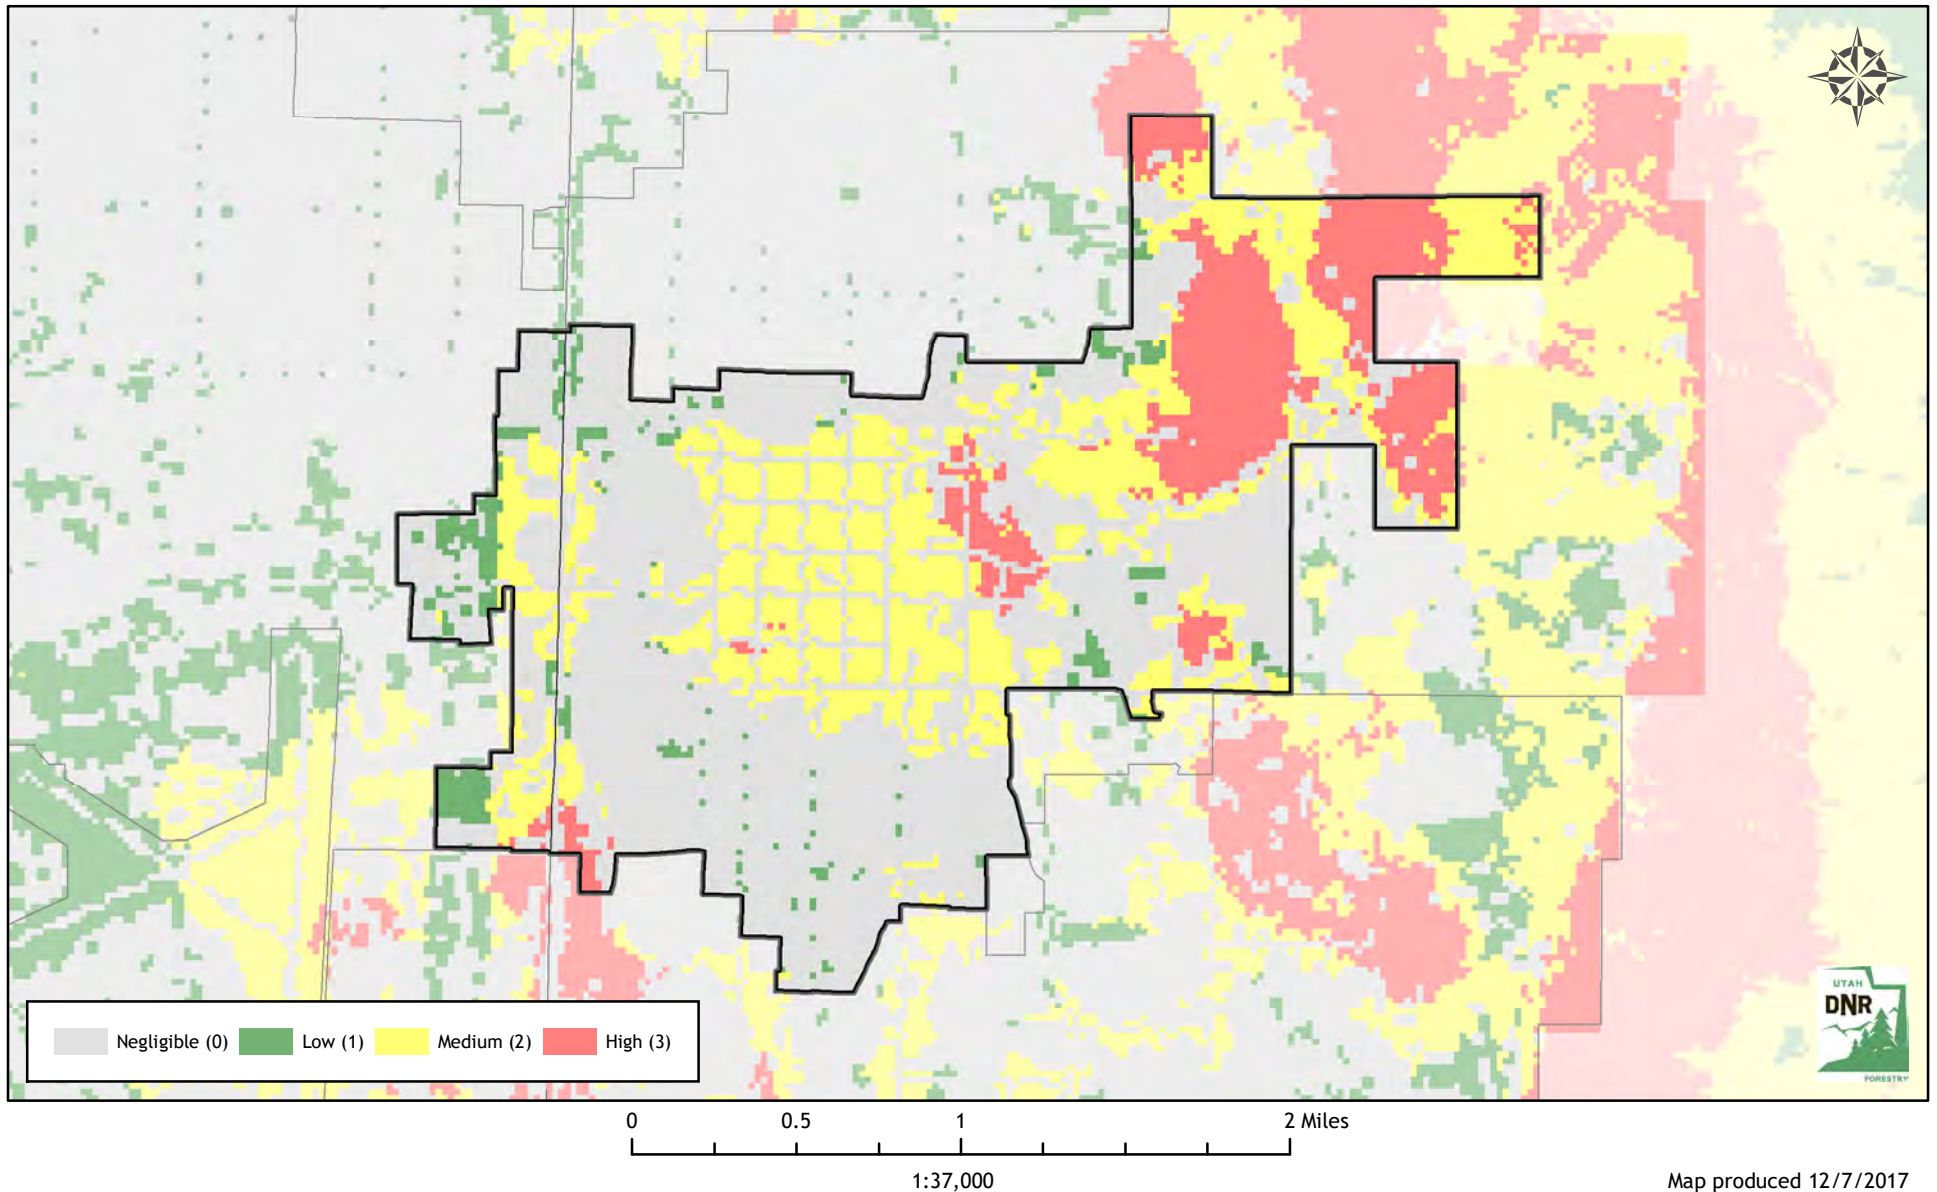 UTAH
DNR
FORESTRY
Negligible (0) Low (1) Medium (2) High (3)
0 0.5 1 2 Miles
1:37,000
Map produced 12/7/2017